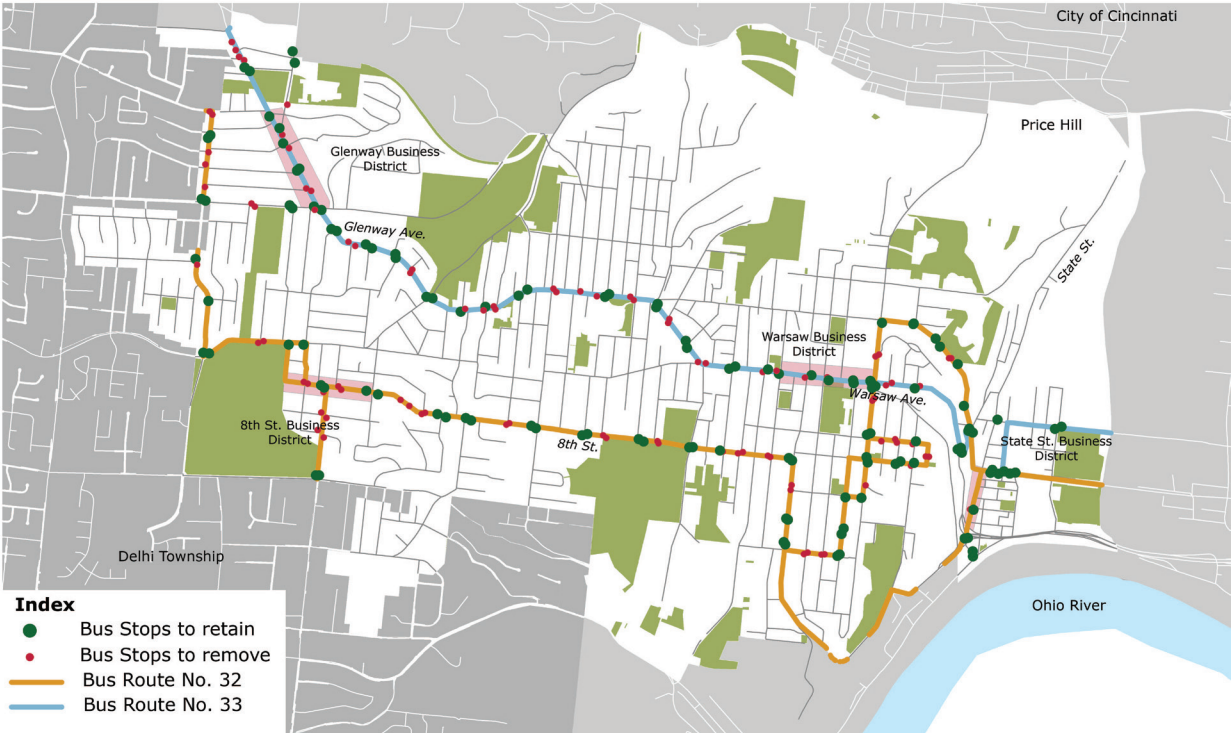 City of Cincinnati
Price Hill
Glenway Business
District
Glenway Ave.
State St.
Warsaw Business
District
Warsaw Ave.
8th St. Business
District
8th St.
State St. Business
District
Delhi Township
Ohio River
Index
Bus Stops to retain
Bus Stops to remove
Bus Route No. 32
Bus Route No. 33